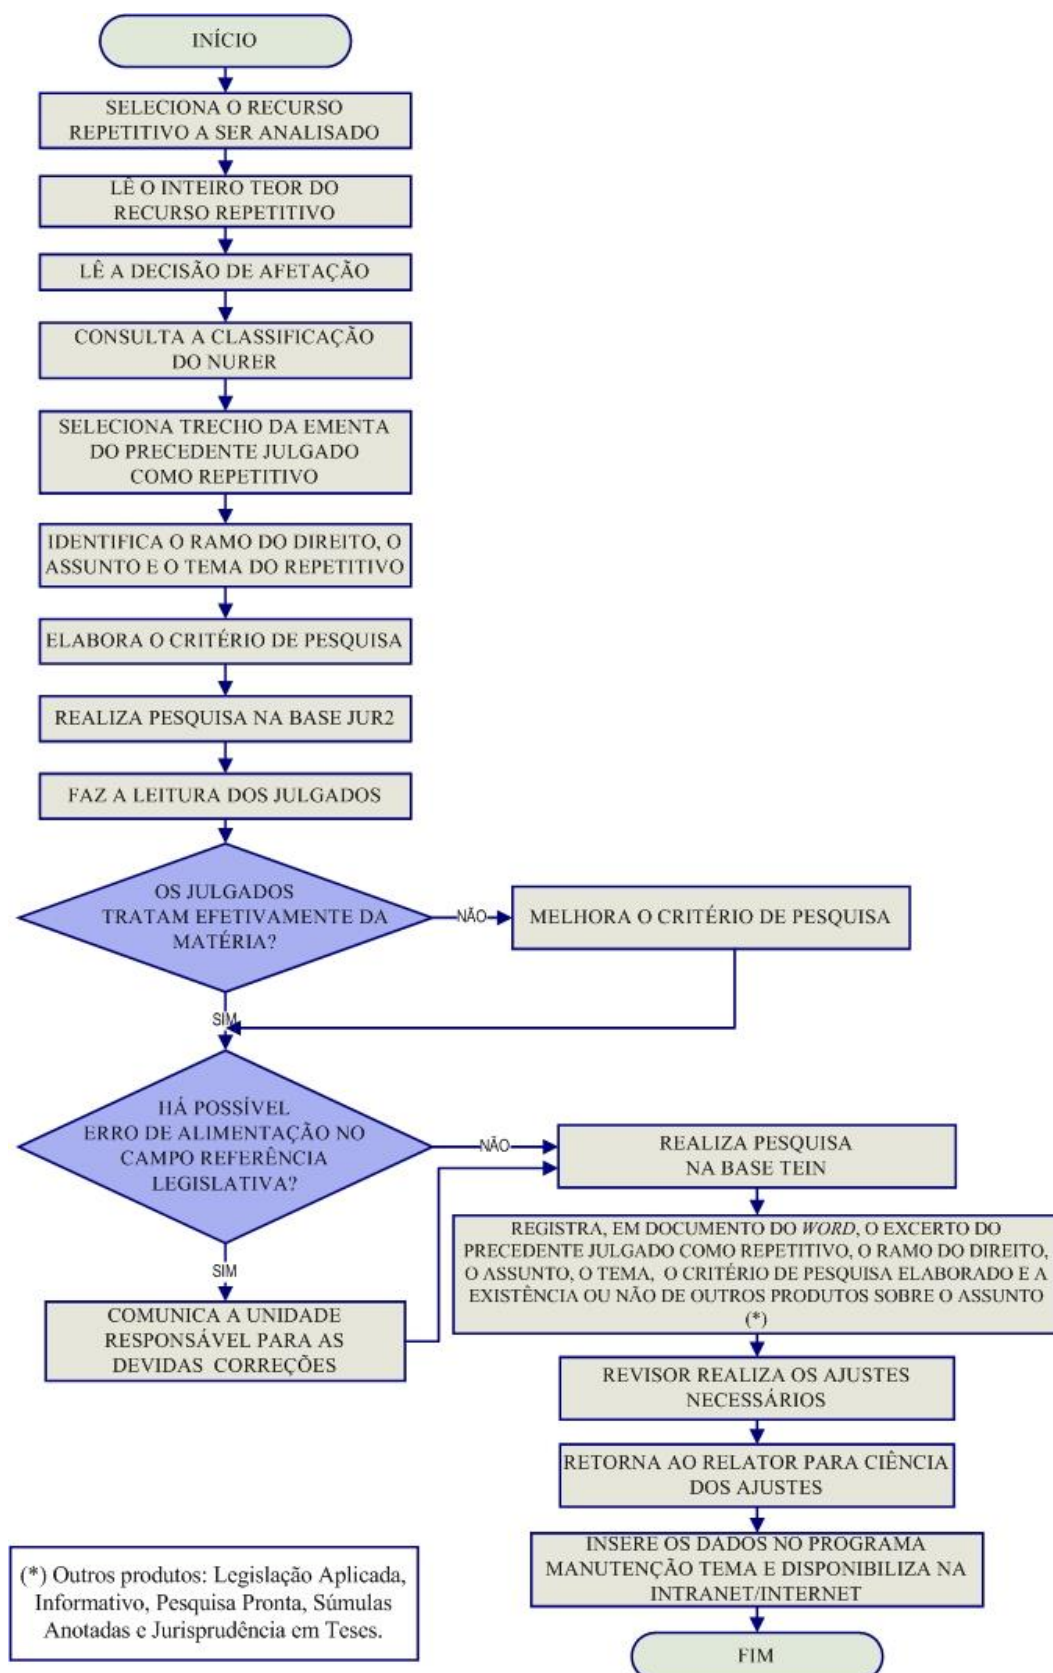 INÍCIO
SELECIONA O RECURSO
REPETITIVO A SER ANALISADO
LÊ O INTEIRO TEOR DO
RECURSO REPETITIVO
LÊ A DECISÃO DE AFETAÇÃO
CONSULTA A CLASSIFICAÇÃO
DO NURER
SELECIONA TRECHO DA EMENTA
DO PRECEDENTE JULGADO
COMO REPETITIVO
IDENTIFICA O RAMO DO DIREITO, O
ASSUNTO E O TEMA DO REPETITIVO
ELABORA O CRITÉRIO DE PESQUISA
REALIZA PESQUISA NA BASE JUR2
FAZ A LEITURA DOS JULGADOS
OS JULGADOS
TRATAM EFETIVAMENTE DA
MATÉRIA?
NÃO
MELHORA O CRITÉRIO DE PESQUISA
SIM
HÁ POSSÍVEL
ERRO DE ALIMENTAÇÃO NO
CAMPO REFERÊNCIA
LEGISLATIVA?
NÃO
REALIZA PESQUISA
NA BASE TEIN
SIM
COMUNICA A UNIDADE
RESPONSÁVEL PARA AS
DEVIDAS CORREÇÕES
REGISTRA, EM DOCUMENTO DO WORD, O EXCERTO DO
PRECEDENTE JULGADO COMO REPETITIVO, O RAMO DO DIREITO,
O ASSUNTO, O TEMA, O CRITÉRIO DE PESQUISA ELABORADO E A
EXISTÊNCIA OU NÃO DE OUTROS PRODUTOS SOBRE O ASSUNTO
(*)
REVISOR REALIZA OS AJUSTES
NECESSÁRIOS
RETORNA AO RELATOR PARA CIÊNCIA
DOS AJUSTES
INSERE OS DADOS NO PROGRAMA
MANUTENÇÃO TEMA E DISPONIBILIZA NA
INTRANET/INTERNET
FIM
(*) Outros produtos: Legislação Aplicada,
Informativo, Pesquisa Pronta, Súmulas
Anotadas e Jurisprudência em Teses.